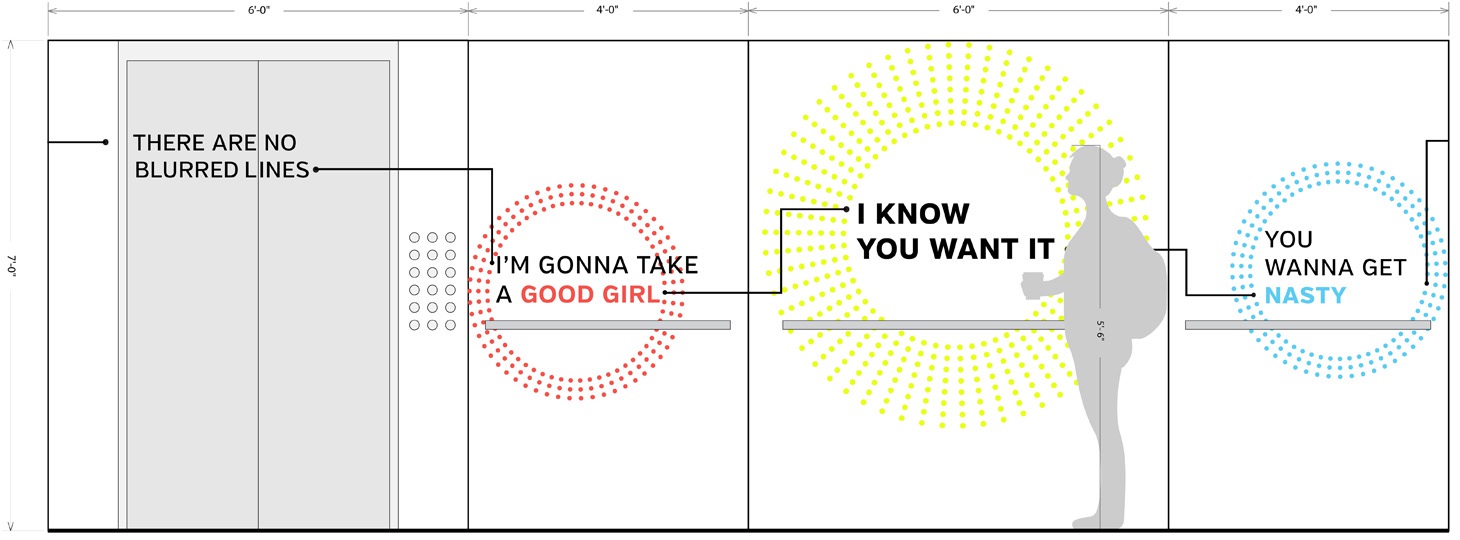 6'-0"
4'-0"
6'-0"
4'-0"
7'-0"
THERE ARE NO
BLURRED LINES
I'M GONNA TAKE
A GOOD GIRL
I KNOW
YOU WANT IT
5'-6"
YOU
WANNA GET
NASTY